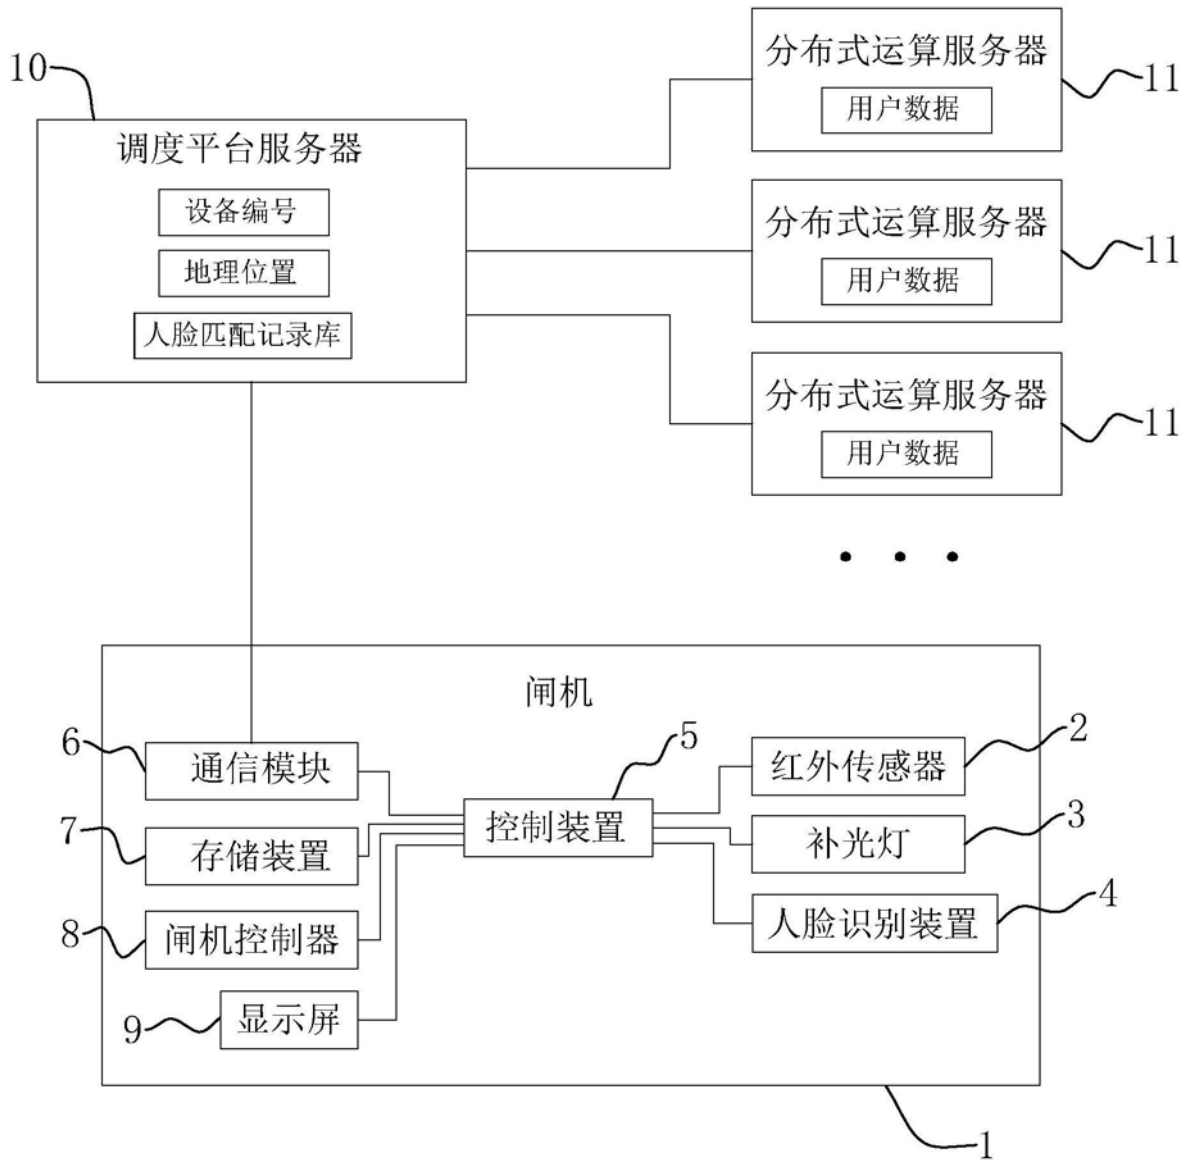 10
调度平台服务器
设备编号
地理位置
人脸匹配记录库
分布式运算服务器
用户数据
11
分布式运算服务器
用户数据
11
分布式运算服务器
用户数据
11
闸机
6
通信模块
7
存储装置
8
闸机控制器
9
显示屏
5
控制装置
2
红外传感器
3
补光灯
4
人脸识别装置
1